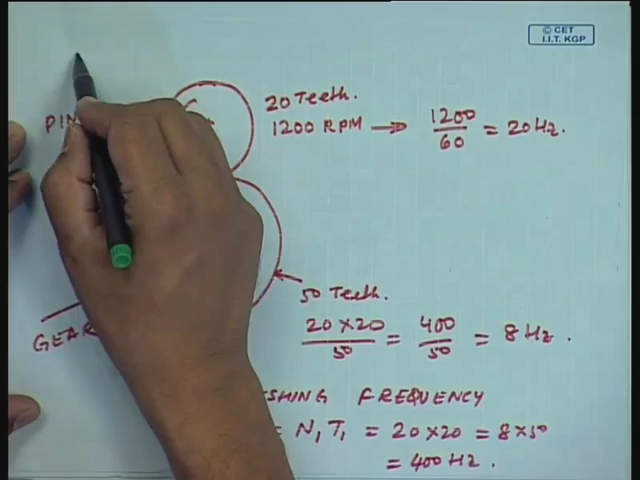 © CET
I.I.T. KGP
20 Teeth.
1200 RPM → 1200/60 = 20 Hz.
50 Teeth.
20×20/50 = 400/50 = 8 Hz.
FREQUENCY
= N₁T₁ = 20×20 = 8×50
= 400 Hz.